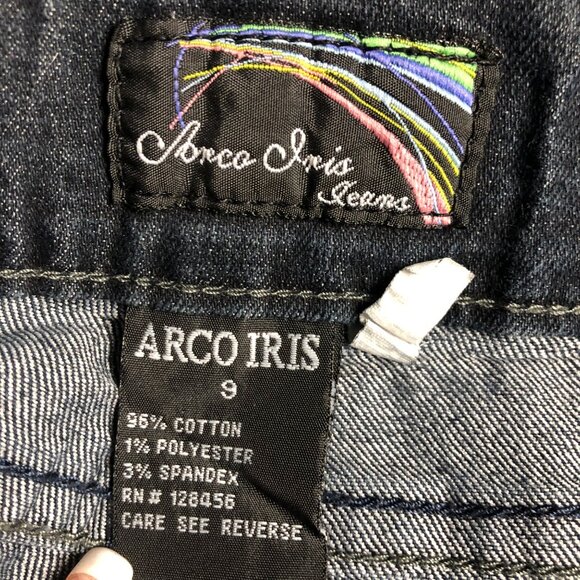 Arco Iris
Jeans
ARCO IRIS
9
96% COTTON
1% POLYESTER
3% SPANDEX
RN # 128456
CARE SEE REVERSE